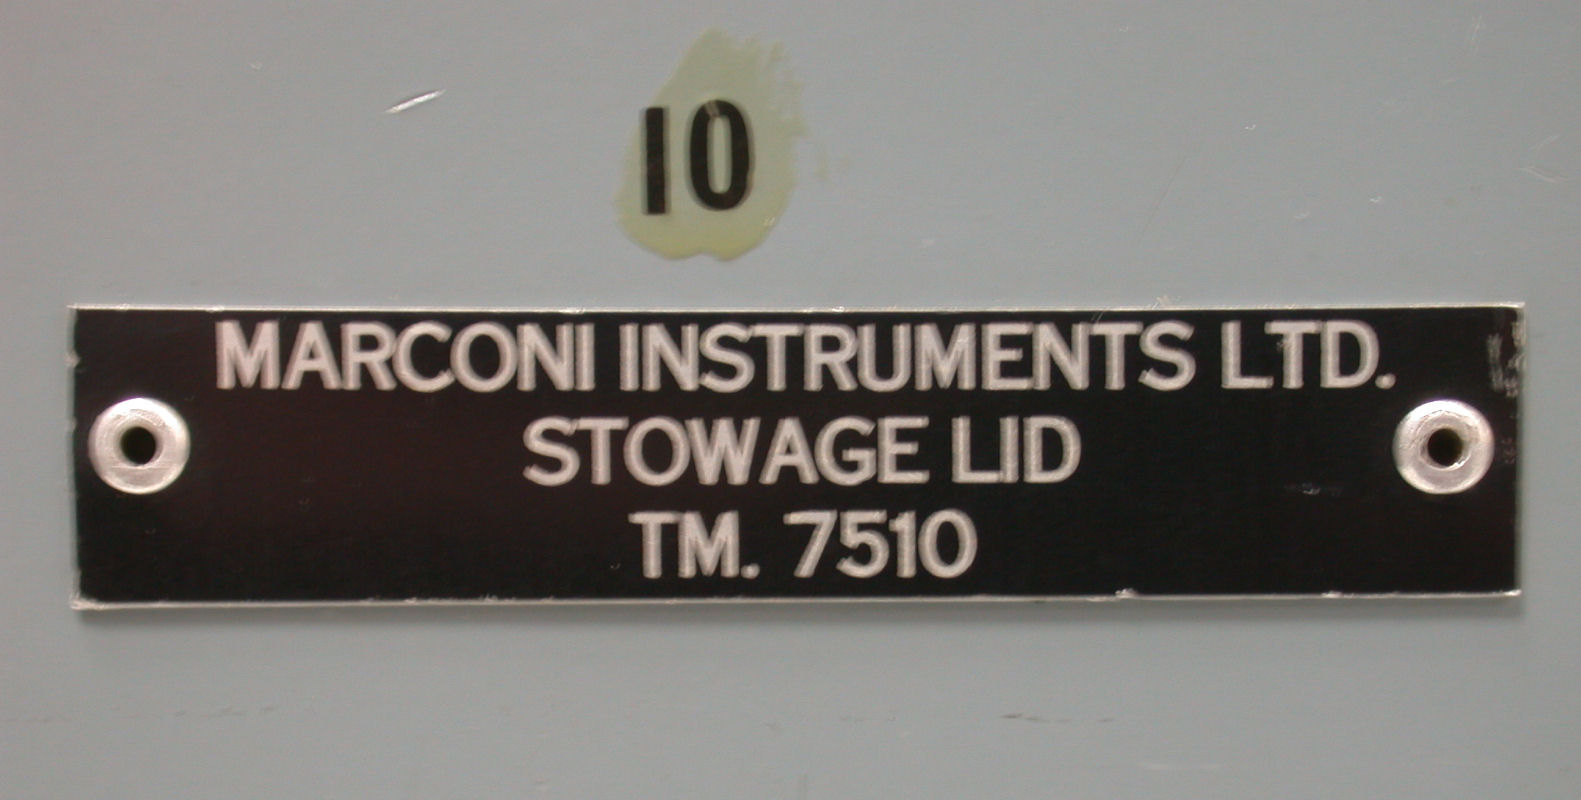 10
MARCONI INSTRUMENTS LTD.
STOWAGE LID
TM. 7510